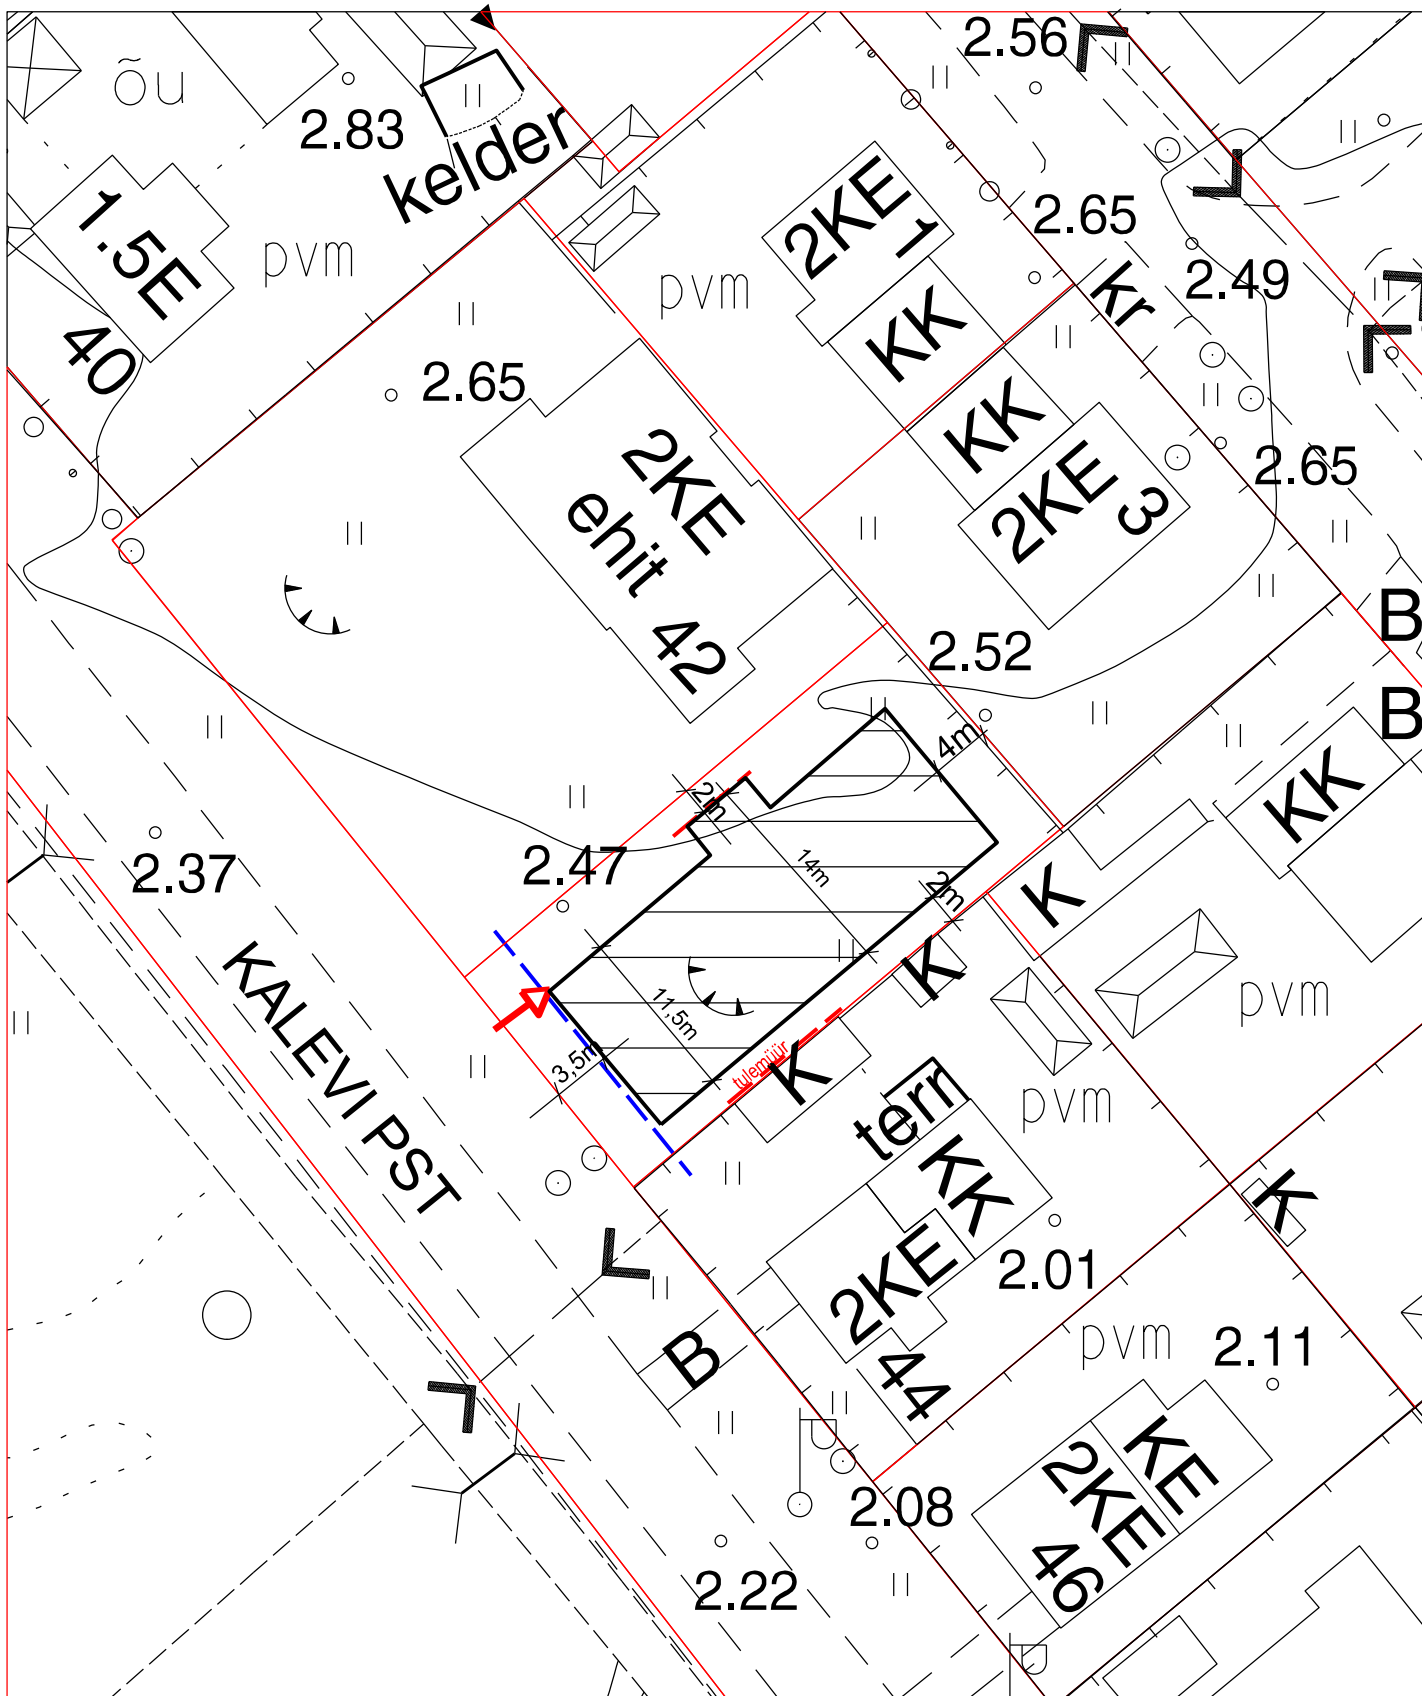 2.56
õu
2.83
kelder
2KE
1
2.65
1.5E
pvm
pvm
2.49
kr
KK
40
2.65
KK
2KE
3
2.65
2KE
ehit
42
B
2.52
B
4m
KK
2m
2.47
14m
2.37
2m
K
K
KALEVI PST
11,5m
pvm
3,5m
tulemüür
K
terr
pvm
KK
K
2KE
2.01
pvm
2.11
B
44
KE
2KE
46
2.08
2.22